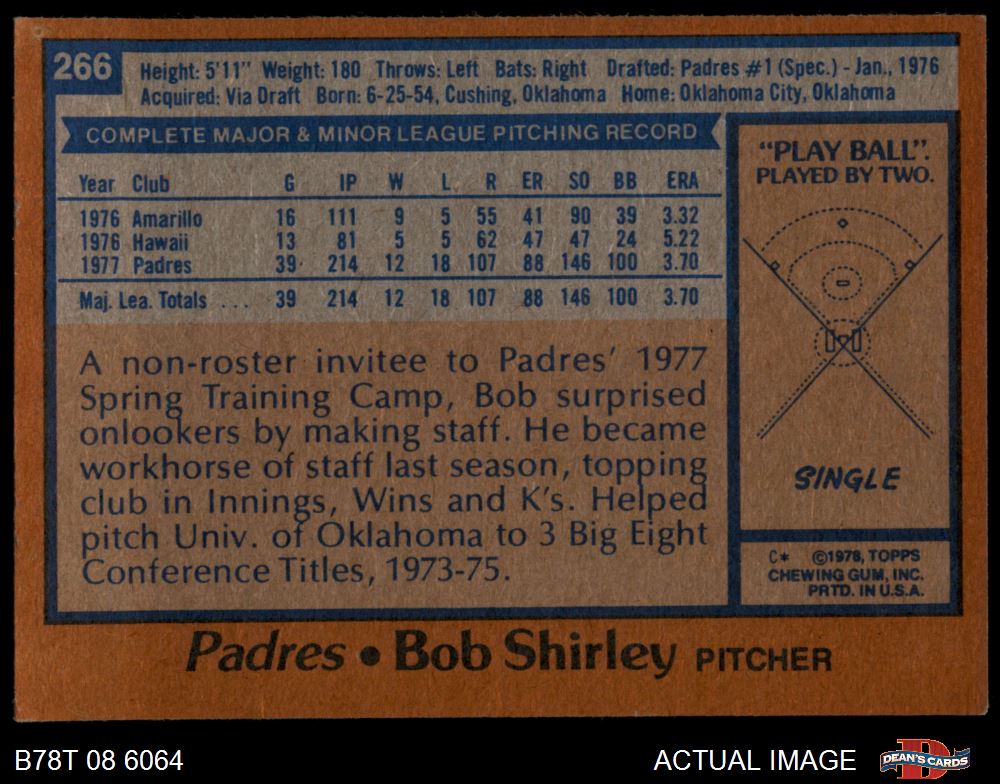 266
Height: 5'11" Weight: 180 Throws: Left Bats: Right Drafted: Padres #1 (Spec.) - Jan., 1976
Acquired: Via Draft Born: 6-25-54, Cushing, Oklahoma Home: Oklahoma City, Oklahoma
COMPLETE MAJOR & MINOR LEAGUE PITCHING RECORD
Year Club G IP W L R ER SO BB ERA
1976 Amarillo 16 111 9 5 55 41 90 39 3.32
1976 Hawaii 13 81 5 5 62 47 47 24 5.22
1977 Padres 39 214 12 18 107 88 146 100 3.70
Maj. Lea. Totals ... 39 214 12 18 107 88 146 100 3.70
A non-roster invitee to Padres' 1977
Spring Training Camp, Bob surprised
onlookers by making staff. He became
workhorse of staff last season, topping
club in Innings, Wins and K's. Helped
pitch Univ. of Oklahoma to 3 Big Eight
Conference Titles, 1973-75.
"PLAY BALL".
PLAYED BY TWO.
SINGLE
C* ©1978, TOPPS
CHEWING GUM, INC.
PRTD. IN U.S.A.
Padres • Bob Shirley PITCHER
B78T 08 6064
ACTUAL IMAGE
DEAN'S CARDS